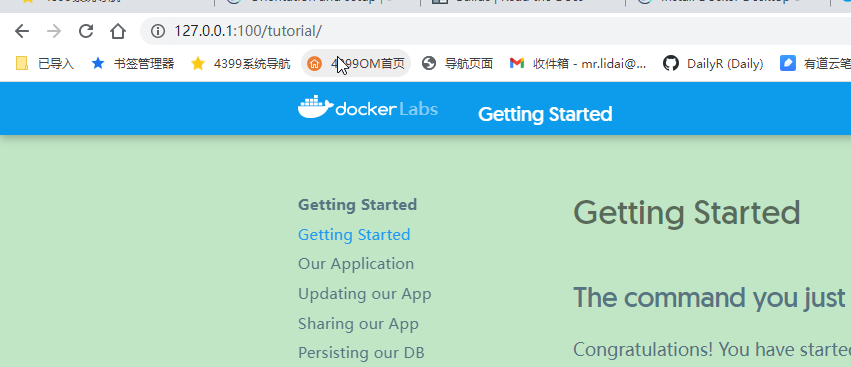 127.0.0.1:100/tutorial/
已导入 书签管理器 4399系统导航 4399OM首页 导航页面 收件箱 - mr.lidai@... DailyR (Daily) 有道云笔
docker Labs Getting Started
Getting Started
Getting Started
Our Application
Updating our App
Sharing our App
Persisting our DB
Getting Started
The command you just
Congratulations! You have started